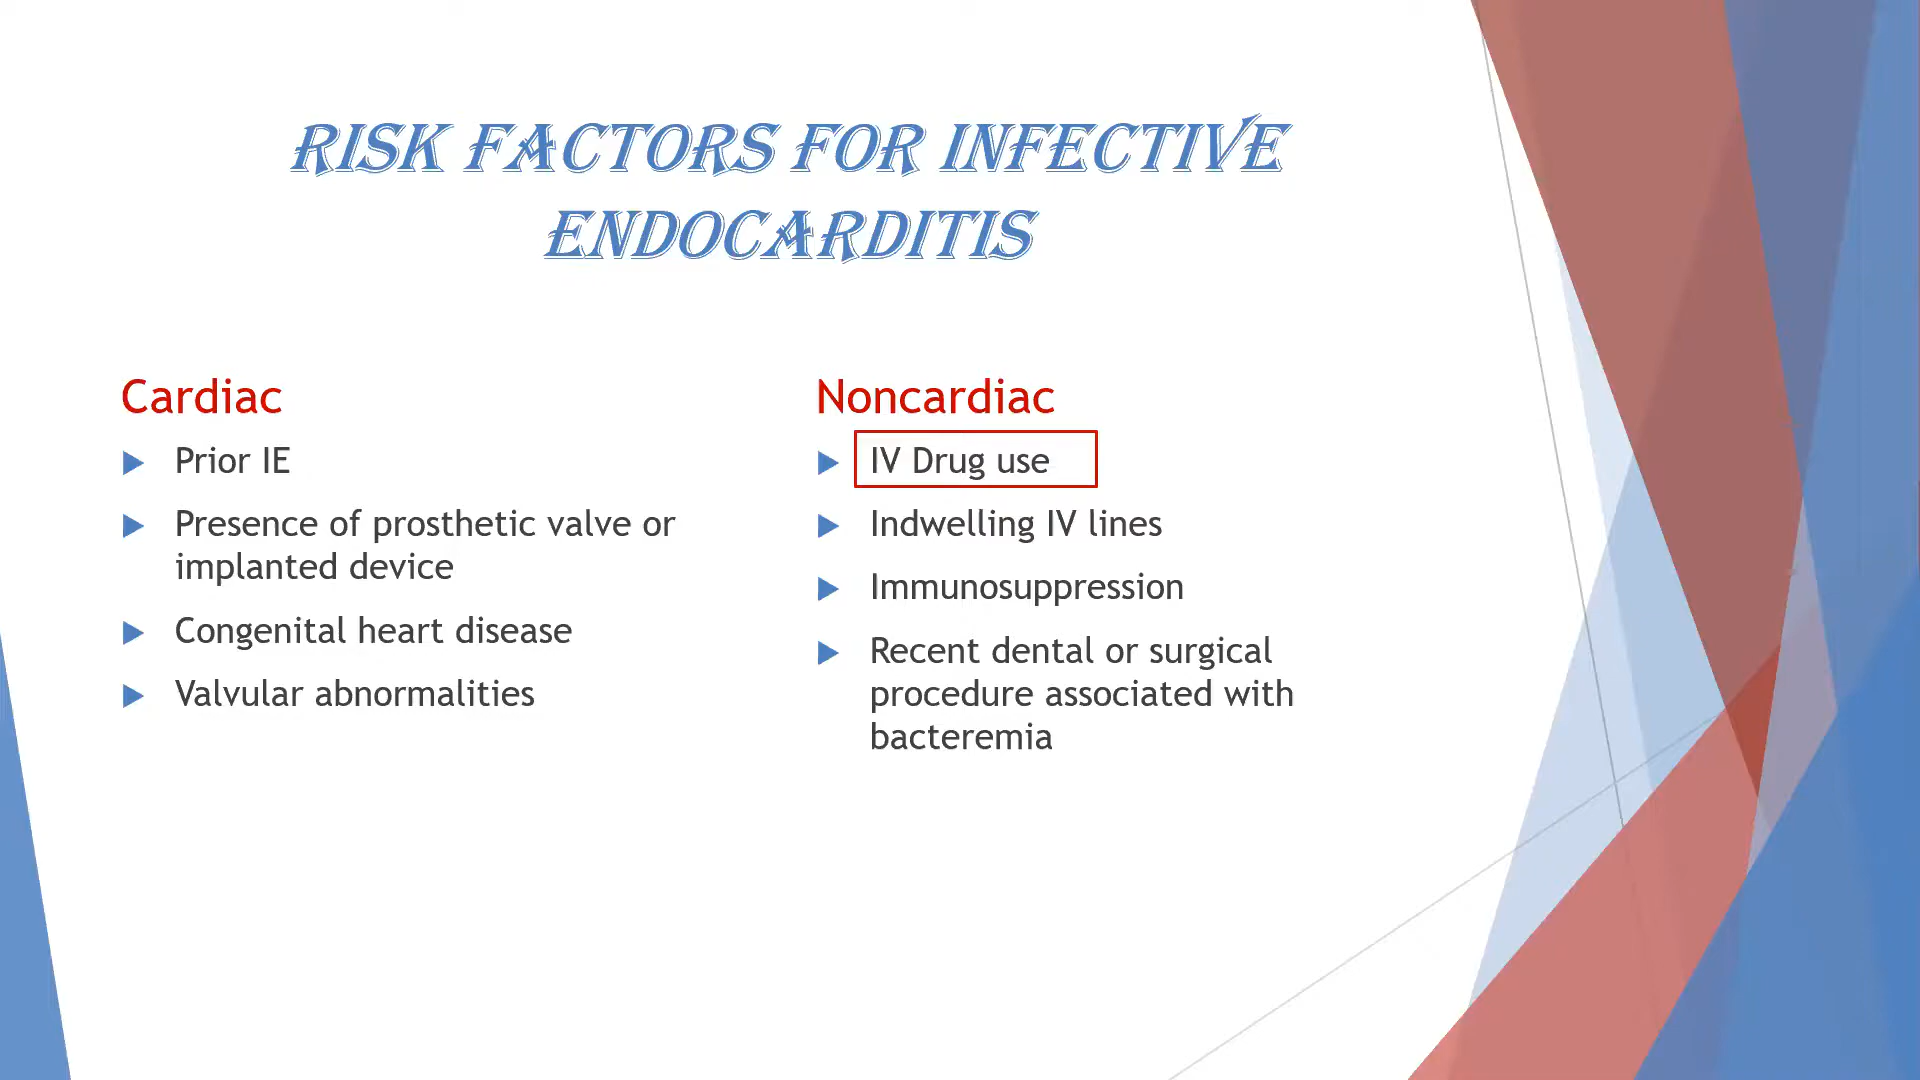 RISK FACTORS FOR INFECTIVE
ENDOCARDITIS
Cardiac
Prior IE
Presence of prosthetic valve or
implanted device
Congenital heart disease
Valvular abnormalities
Noncardiac
IV Drug use
Indwelling IV lines
Immunosuppression
Recent dental or surgical
procedure associated with
bacteremia